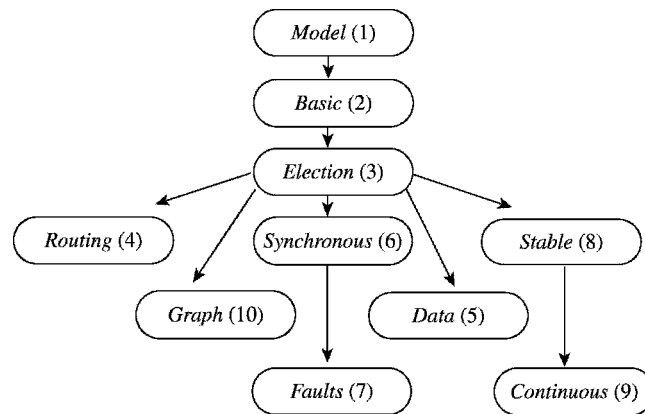 Model (1)
Basic (2)
Election (3)
Routing (4)
Synchronous (6)
Stable (8)
Graph (10)
Data (5)
Faults (7)
Continuous (9)